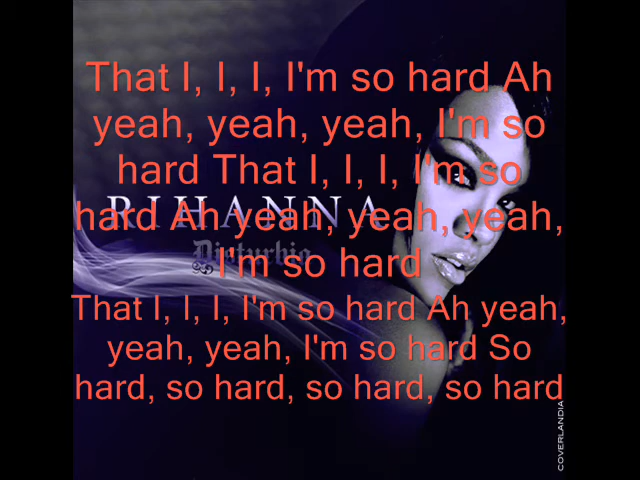 That I, I, I, I'm so hard Ah
yeah, yeah, yeah, I'm so
hard That I, I, I, I'm so
hard Ah yeah, yeah, yeah,
RIHANNA
Disturbia
I'm so hard
That I, I, I, I'm so hard Ah yeah,
yeah, yeah, I'm so hard So
hard, so hard, so hard, so hard
COVERLANDIA